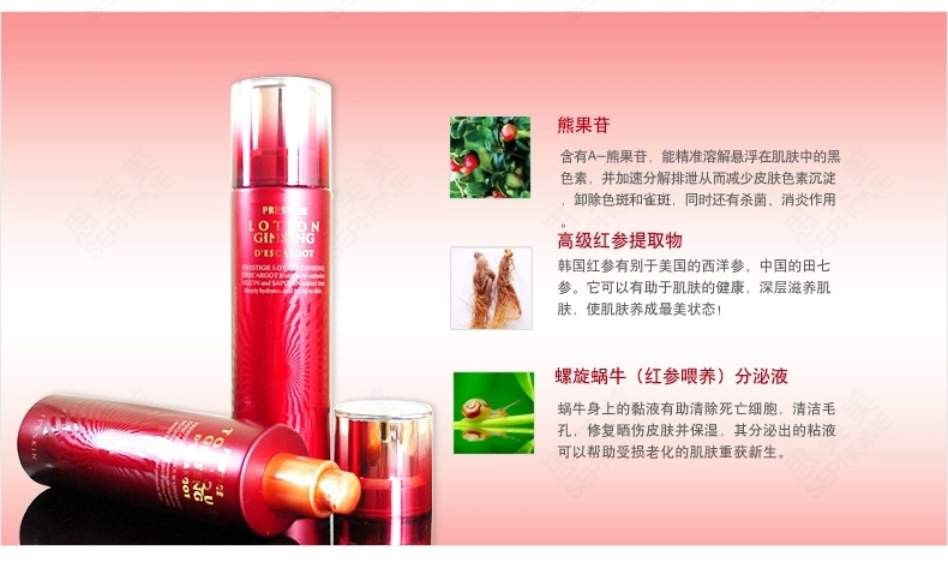 PRESTIGE
LOTION
GINSENG
D'ESCARGOT
熊果苷
含有A-熊果苷，能精准溶解悬浮在肌肤中的黑
色素，并加速分解排泄从而减少皮肤色素沉淀
，卸除色斑和雀斑，同时还有杀菌、消炎作用
。
高级红参提取物
韩国红参有别于美国的西洋参、中国的田七
参。它可以有助于肌肤的健康，深层滋养肌
肤，使肌肤养成最美状态！
螺旋蜗牛（红参喂养）分泌液
蜗牛身上的黏液有助清除死亡细胞，清洁毛
孔，修复晒伤皮肤并保湿，其分泌出的粘液
可以帮助受损老化的肌肤重获新生。